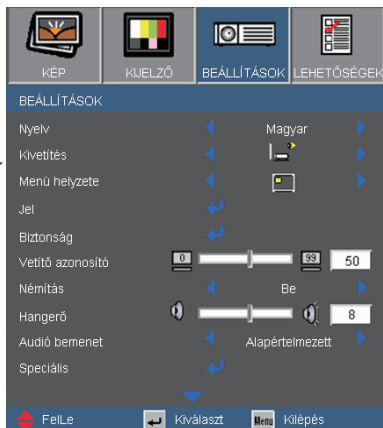 KÉP KIJELZŐ BEÁLLÍTÁSOK LEHETŐSÉGEK
BEÁLLÍTÁSOK
Nyelv Magyar
Kivetítés
Menü helyzete
Jel
Biztonság
Vetítő azonosító 0 99 50
Némítás Be
Hangerő 8
Audió bemenet Alapértelmezett
Speciális
FelLe Kiválaszt Menu Kilépés